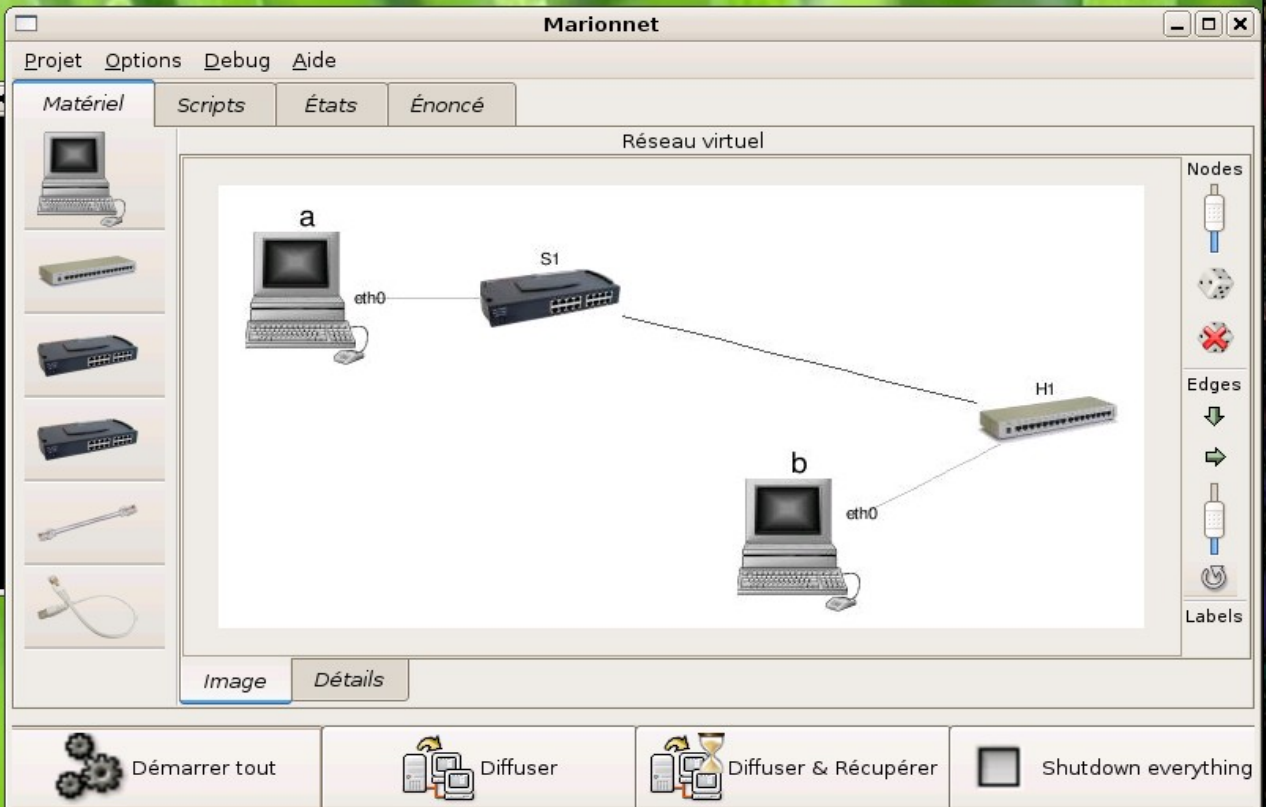 Marionnet
Projet Options Debug Aide
Matériel Scripts États Énoncé
Réseau virtuel
Nodes
a
S1
eth0
Edges
H1
b
eth0
Labels
Image Détails
Démarrer tout Diffuser Diffuser & Récupérer Shutdown everything